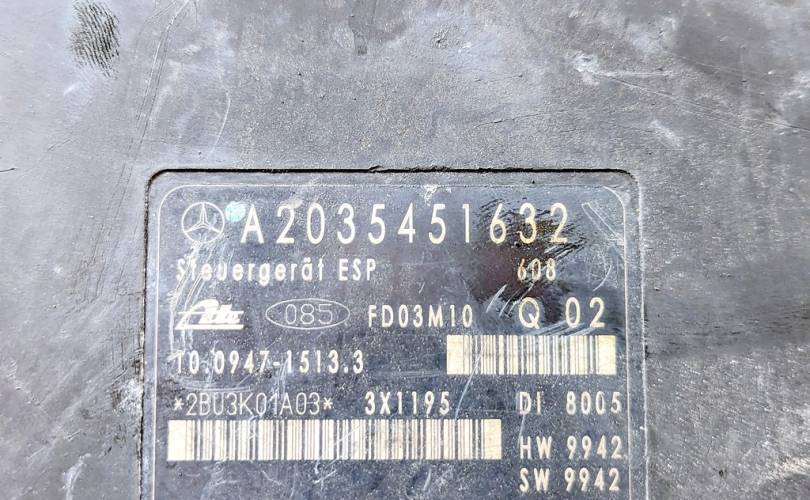 A2035451632
Steuergerät ESP 608
Ate 085 FD03M10 Q 02
10.0947-1513.3
*2BU3K01A03* 3X1195 DI 8005
HW 9942
SW 9942